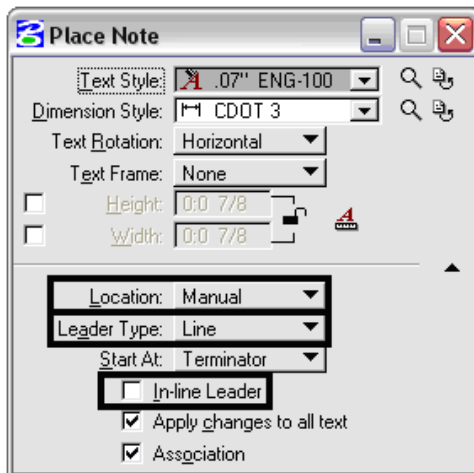 Place Note
Text Style: .07" ENG-100
Dimension Style: CDOT 3
Text Rotation: Horizontal
Text Frame: None
Height: 0:0 7/8
Width: 0:0 7/8
Location: Manual
Leader Type: Line
Start At: Terminator
In-line Leader
Apply changes to all text
Association